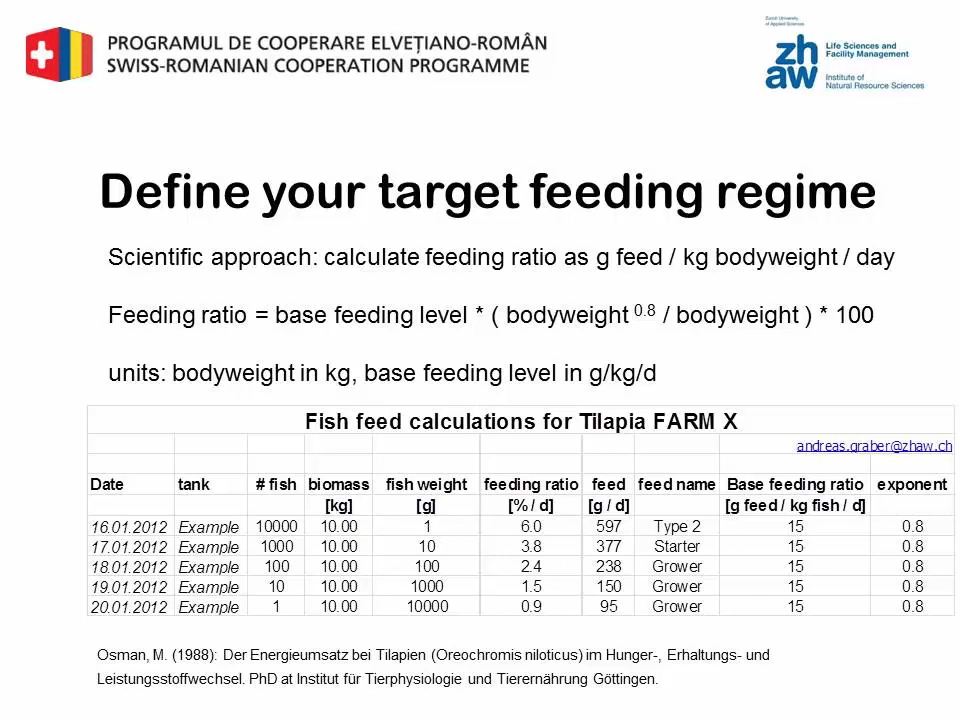 PROGRAMUL DE COOPERARE ELVEȚIANO-ROMÂN
SWISS-ROMANIAN COOPERATION PROGRAMME
Zurich University
of Applied Sciences
zh
aw
Life Sciences and
Facility Management
Institute of
Natural Resource Sciences
Define your target feeding regime
Scientific approach: calculate feeding ratio as g feed / kg bodyweight / day
Feeding ratio = base feeding level * ( bodyweight 0.8 / bodyweight ) * 100
units: bodyweight in kg, base feeding level in g/kg/d
Fish feed calculations for Tilapia FARM X
andreas.graber@zhaw.ch
Date tank # fish biomass fish weight feeding ratio feed feed name Base feeding ratio exponent
[kg] [g] [% / d] [g / d] [g feed / kg fish / d]
16.01.2012 Example 10000 10.00 1 6.0 597 Type 2 15 0.8
17.01.2012 Example 1000 10.00 10 3.8 377 Starter 15 0.8
18.01.2012 Example 100 10.00 100 2.4 238 Grower 15 0.8
19.01.2012 Example 10 10.00 1000 1.5 150 Grower 15 0.8
20.01.2012 Example 1 10.00 10000 0.9 95 Grower 15 0.8
Osman, M. (1988): Der Energieumsatz bei Tilapien (Oreochromis niloticus) im Hunger-, Erhaltungs- und
Leistungsstoffwechsel. PhD at Institut für Tierphysiologie und Tierernährung Göttingen.